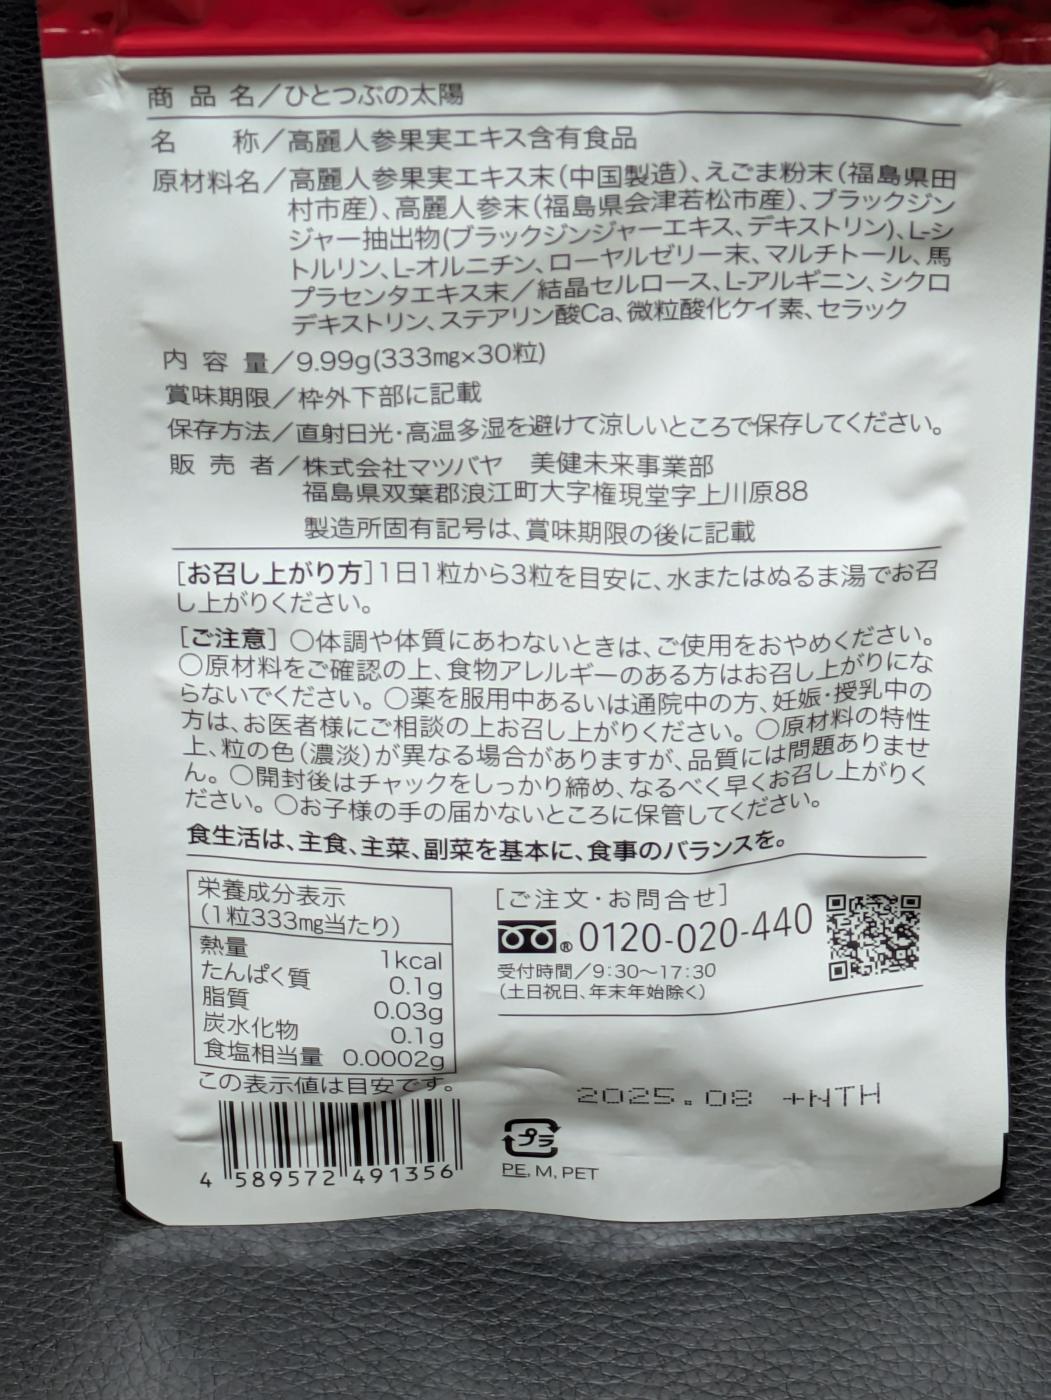 商品名／ひとつぶの太陽
名　　称／高麗人参果実エキス含有食品
原材料名／高麗人参果実エキス末(中国製造)、えごま粉末(福島県田
村市産)、高麗人参末(福島県会津若松市産)、ブラックジン
ジャー抽出物(ブラックジンジャーエキス、デキストリン)、L-シ
トルリン、L-オルニチン、ローヤルゼリー末、マルチトール、馬
プラセンタエキス末／結晶セルロース、L-アルギニン、シクロ
デキストリン、ステアリン酸Ca、微粒酸化ケイ素、セラック
内容量／9.99g(333mg×30粒)
賞味期限／枠外下部に記載
保存方法／直射日光・高温多湿を避けて涼しいところで保存してください。
販売者／株式会社マツバヤ　美健未来事業部
福島県双葉郡浪江町大字権現堂字上川原88
製造所固有記号は、賞味期限の後に記載
[お召し上がり方]1日1粒から3粒を目安に、水またはぬるま湯でお召
し上がりください。
[ご注意]○体調や体質にあわないときは、ご使用をおやめください。
○原材料をご確認の上、食物アレルギーのある方はお召し上がりにな
らないでください。○薬を服用中あるいは通院中の方、妊娠・授乳中の
方は、お医者様にご相談の上お召し上がりください。○原材料の特性
上、粒の色(濃淡)が異なる場合がありますが、品質には問題ありませ
ん。○開封後はチャックをしっかり締め、なるべく早くお召し上がりく
ださい。○お子様の手の届かないところに保管してください。
食生活は、主食、主菜、副菜を基本に、食事のバランスを。
栄養成分表示
(1粒333mg当たり)
熱量 1kcal
たんぱく質 0.1g
脂質 0.03g
炭水化物 0.1g
食塩相当量 0.0002g
この表示値は目安です。
[ご注文・お問合せ]
® 0120-020-440
受付時間／9:30〜17:30
(土日祝日、年末年始除く)
2025.08 +NTH
プラ
PE, M, PET
4 589572 491356